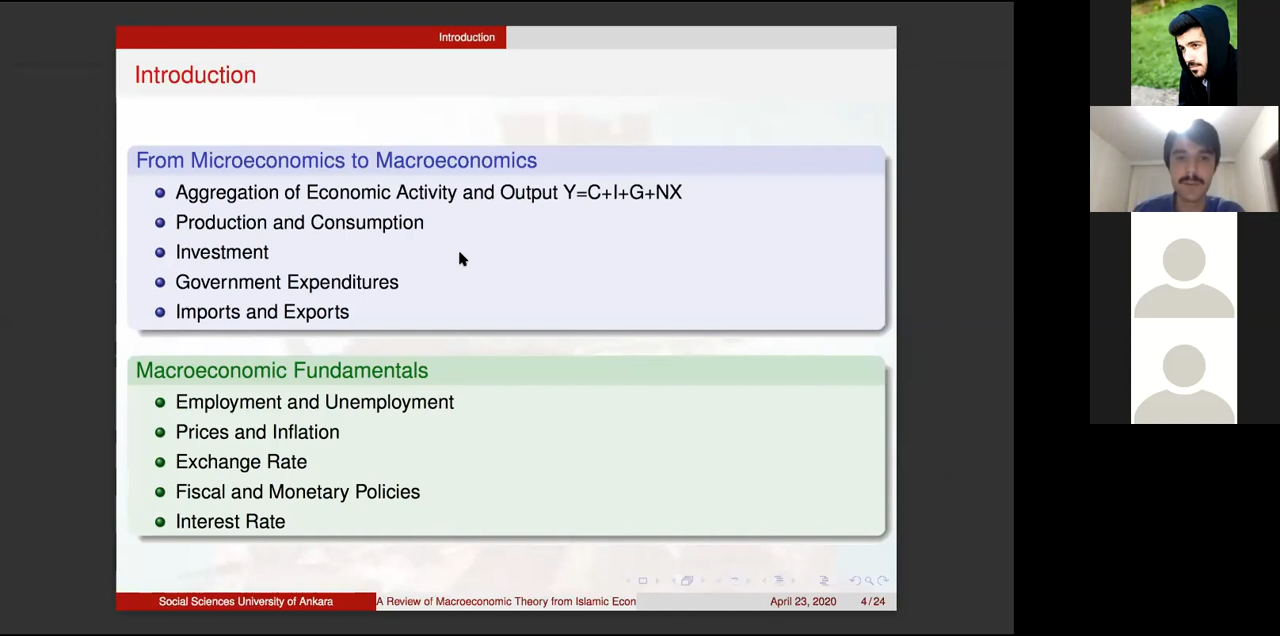 Introduction
Introduction
From Microeconomics to Macroeconomics
Aggregation of Economic Activity and Output Y=C+I+G+NX
Production and Consumption
Investment
Government Expenditures
Imports and Exports
Macroeconomic Fundamentals
Employment and Unemployment
Prices and Inflation
Exchange Rate
Fiscal and Monetary Policies
Interest Rate
Social Sciences University of Ankara A Review of Macroeconomic Theory from Islamic Econ April 23, 2020 4/24